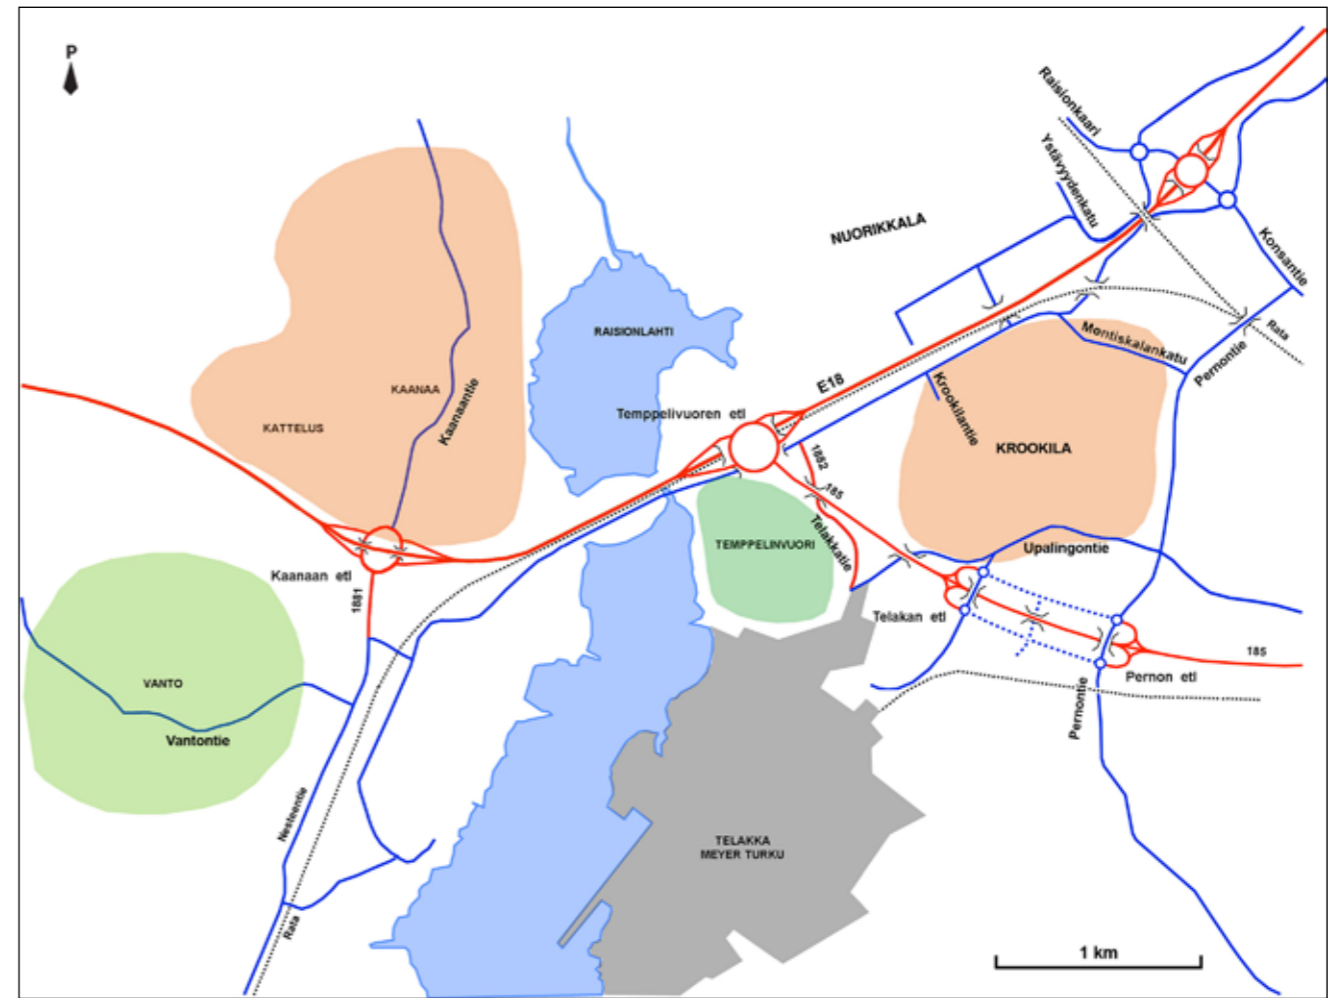 P
Raisionkaari
Ystävyydenkatu
NUORIKKALA
Konsantie
RAISIONLAHTI
Rata
Montiskalankatu
Pernontie
E18
KAANAA
Kaanaantie
Krookilantie
Temppelivuoren etl
KATTELUS
KROOKILA
1882
185
Telakkatie
TEMPPELINVUORI
Upalingontie
Kaanaan etl
1881
Telakan etl
185
Pernon etl
VANTO
Vantontie
Pernontie
Nesteentie
TELAKKA
MEYER TURKU
Rata
1 km